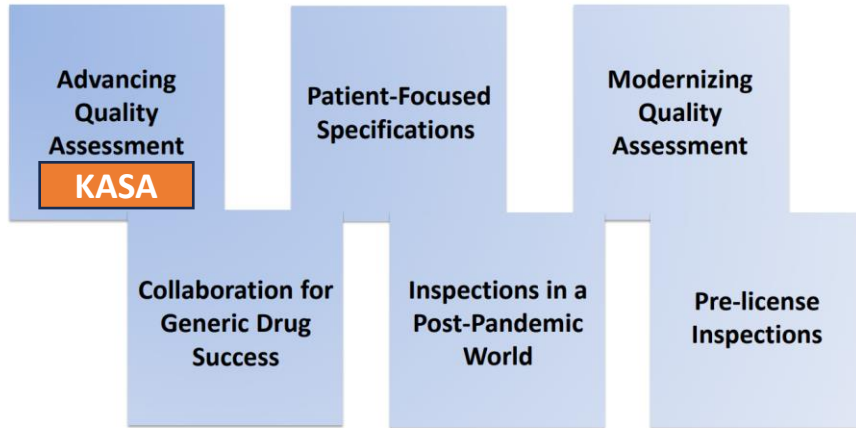 Advancing
Quality
Assessment
KASA
Patient-Focused
Specifications
Modernizing
Quality
Assessment
Collaboration for
Generic Drug
Success
Inspections in a
Post-Pandemic
World
Pre-license
Inspections